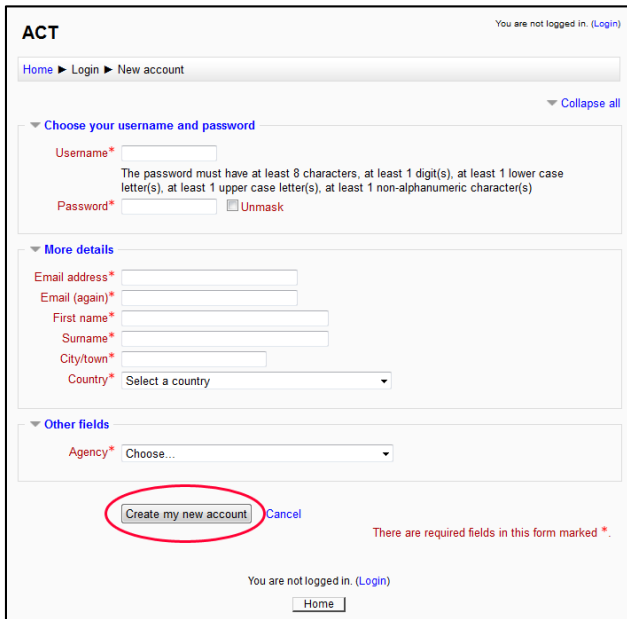 You are not logged in. (Login)
ACT
Home ► Login ► New account
Collapse all
Choose your username and password
Username*
The password must have at least 8 characters, at least 1 digit(s), at least 1 lower case
letter(s), at least 1 upper case letter(s), at least 1 non-alphanumeric character(s)
Password* Unmask
More details
Email address*
Email (again)*
First name*
Surname*
City/town*
Country* Select a country
Other fields
Agency* Choose...
Create my new account Cancel
There are required fields in this form marked *.
You are not logged in. (Login)
Home